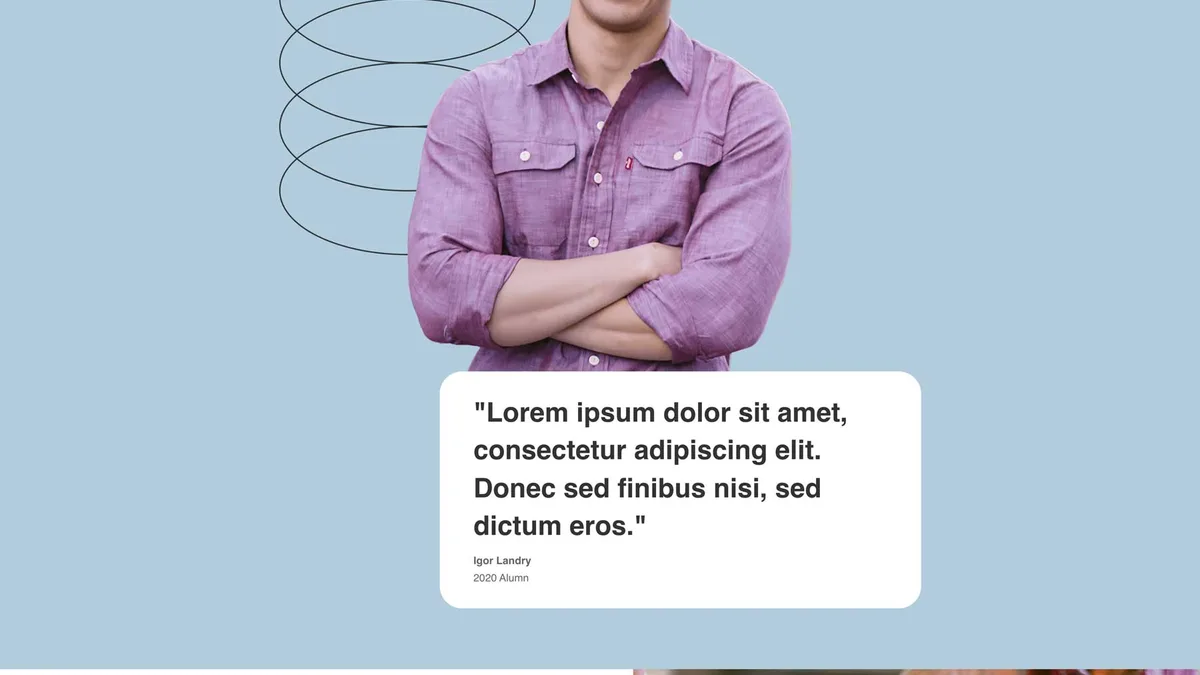 "Lorem ipsum dolor sit amet,
consectetur adipiscing elit.
Donec sed finibus nisi, sed
dictum eros."
Igor Landry
2020 Alumn